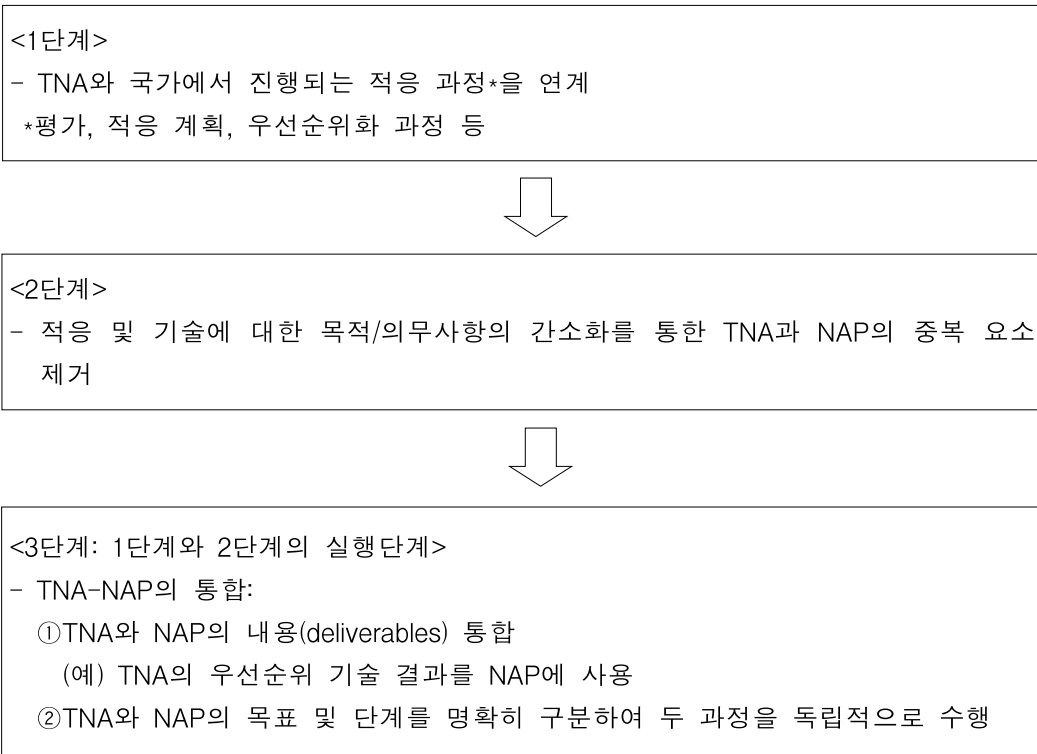 <1단계>
- TNA와 국가에서 진행되는 적응 과정*을 연계
*평가, 적응 계획, 우선순위화 과정 등
<2단계>
- 적응 및 기술에 대한 목적/의무사항의 간소화를 통한 TNA과 NAP의 중복 요소
제거
<3단계: 1단계와 2단계의 실행단계>
- TNA-NAP의 통합:
①TNA와 NAP의 내용(deliverables) 통합
(예) TNA의 우선순위 기술 결과를 NAP에 사용
②TNA와 NAP의 목표 및 단계를 명확히 구분하여 두 과정을 독립적으로 수행